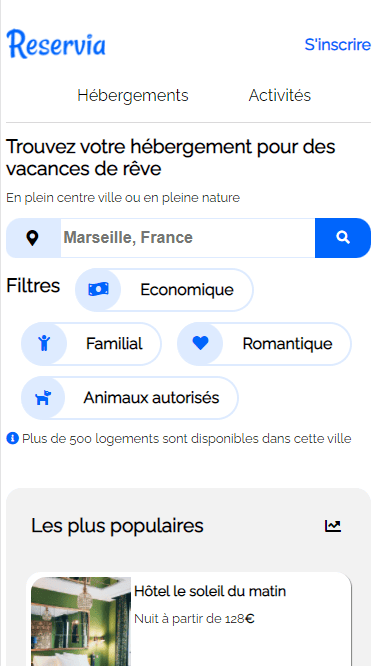 Reservia
S'inscrire
Hébergements
Activités
Trouvez votre hébergement pour des
vacances de rêve
En plein centre ville ou en pleine nature
Marseille, France
Filtres
Economique
Familial
Romantique
Animaux autorisés
Plus de 500 logements sont disponibles dans cette ville
Les plus populaires
Hôtel le soleil du matin
Nuit à partir de 128€